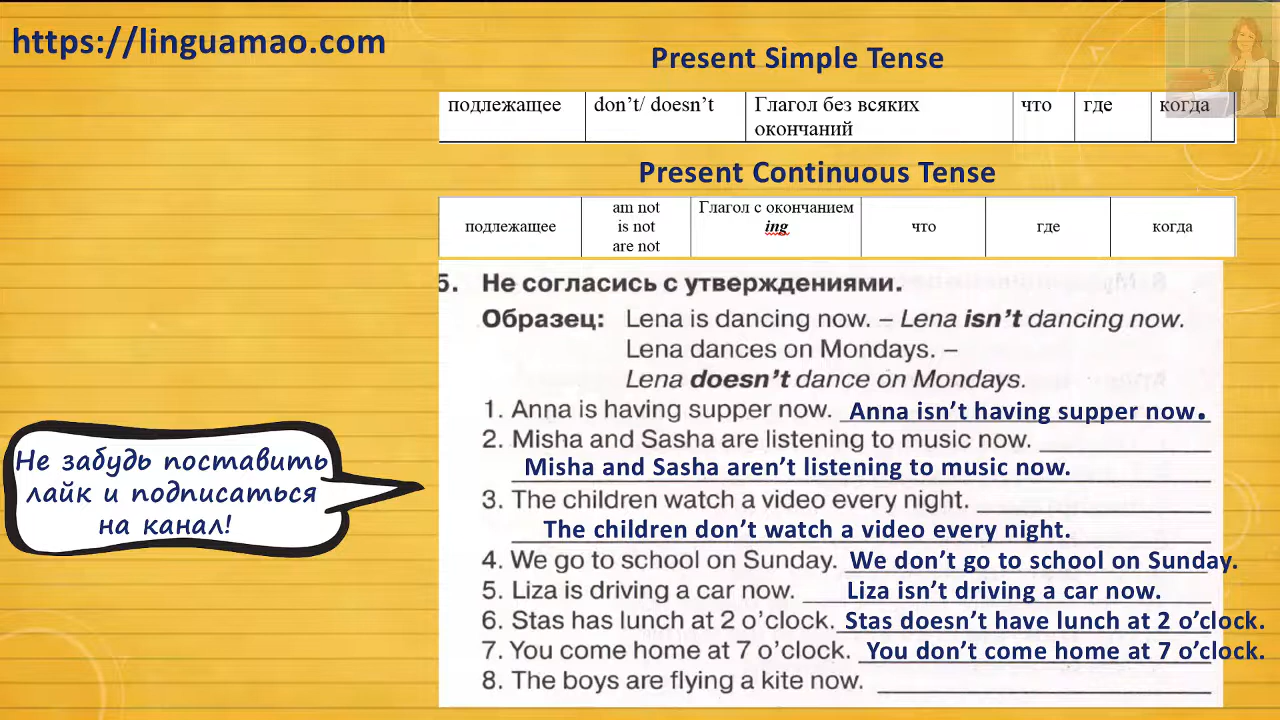 https://linguamao.com
Present Simple Tense
подлежащее don't/ doesn't Глагол без всяких окончаний что где когда
Present Continuous Tense
подлежащее am not is not are not Глагол с окончанием ing что где когда
5. Не согласись с утверждениями.
Образец: Lena is dancing now. – Lena isn't dancing now.
Lena dances on Mondays. –
Lena doesn't dance on Mondays.
1. Anna is having supper now. Anna isn't having supper now.
2. Misha and Sasha are listening to music now.
Misha and Sasha aren't listening to music now.
3. The children watch a video every night.
The children don't watch a video every night.
4. We go to school on Sunday. We don't go to school on Sunday.
5. Liza is driving a car now. Liza isn't driving a car now.
6. Stas has lunch at 2 o'clock. Stas doesn't have lunch at 2 o'clock.
7. You come home at 7 o'clock. You don't come home at 7 o'clock.
8. The boys are flying a kite now.
Не забудь поставить
лайк и подписаться
на канал!